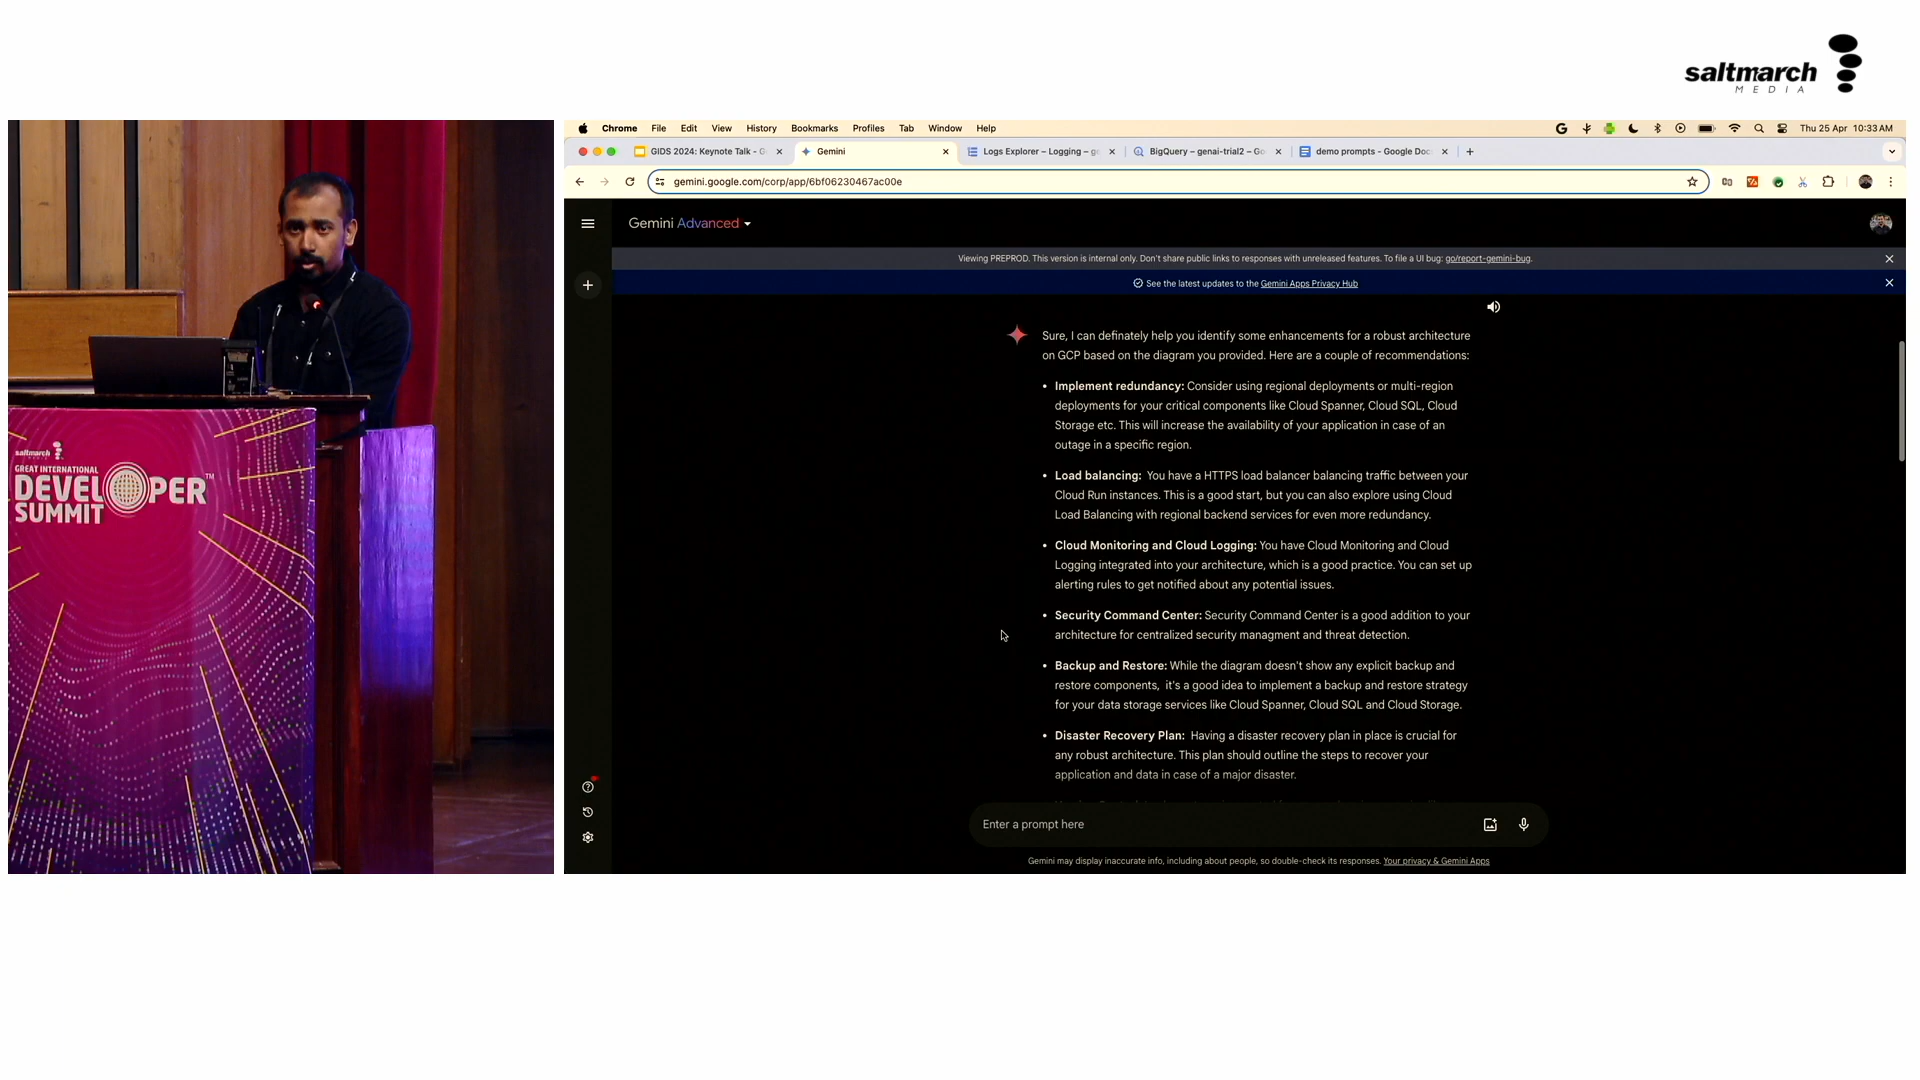 saltmarch
MEDIA
saltmarch
GREAT INTERNATIONAL
DEVELOPER™
SUMMIT
Chrome File Edit View History Bookmarks Profiles Tab Window Help
Thu 25 Apr 10:33 AM
GIDS 2024: Keynote Talk - G
Gemini
Logs Explorer – Logging – g
BigQuery – genai-trial2 – Go
demo prompts - Google Doc
gemini.google.com/corp/app/6bf06230467ac00e
Gemini Advanced
Viewing PREPROD. This version is internal only. Don't share public links to responses with unreleased features. To file a UI bug: go/report-gemini-bug.
See the latest updates to the Gemini Apps Privacy Hub
Sure, I can definately help you identify some enhancements for a robust architecture
on GCP based on the diagram you provided. Here are a couple of recommendations:
• Implement redundancy: Consider using regional deployments or multi-region
deployments for your critical components like Cloud Spanner, Cloud SQL, Cloud
Storage etc. This will increase the availability of your application in case of an
outage in a specific region.
• Load balancing: You have a HTTPS load balancer balancing traffic between your
Cloud Run instances. This is a good start, but you can also explore using Cloud
Load Balancing with regional backend services for even more redundancy.
• Cloud Monitoring and Cloud Logging: You have Cloud Monitoring and Cloud
Logging integrated into your architecture, which is a good practice. You can set up
alerting rules to get notified about any potential issues.
• Security Command Center: Security Command Center is a good addition to your
architecture for centralized security managment and threat detection.
• Backup and Restore: While the diagram doesn't show any explicit backup and
restore components, it's a good idea to implement a backup and restore strategy
for your data storage services like Cloud Spanner, Cloud SQL and Cloud Storage.
• Disaster Recovery Plan: Having a disaster recovery plan in place is crucial for
any robust architecture. This plan should outline the steps to recover your
application and data in case of a major disaster.
Enter a prompt here
Gemini may display inaccurate info, including about people, so double-check its responses. Your privacy & Gemini Apps